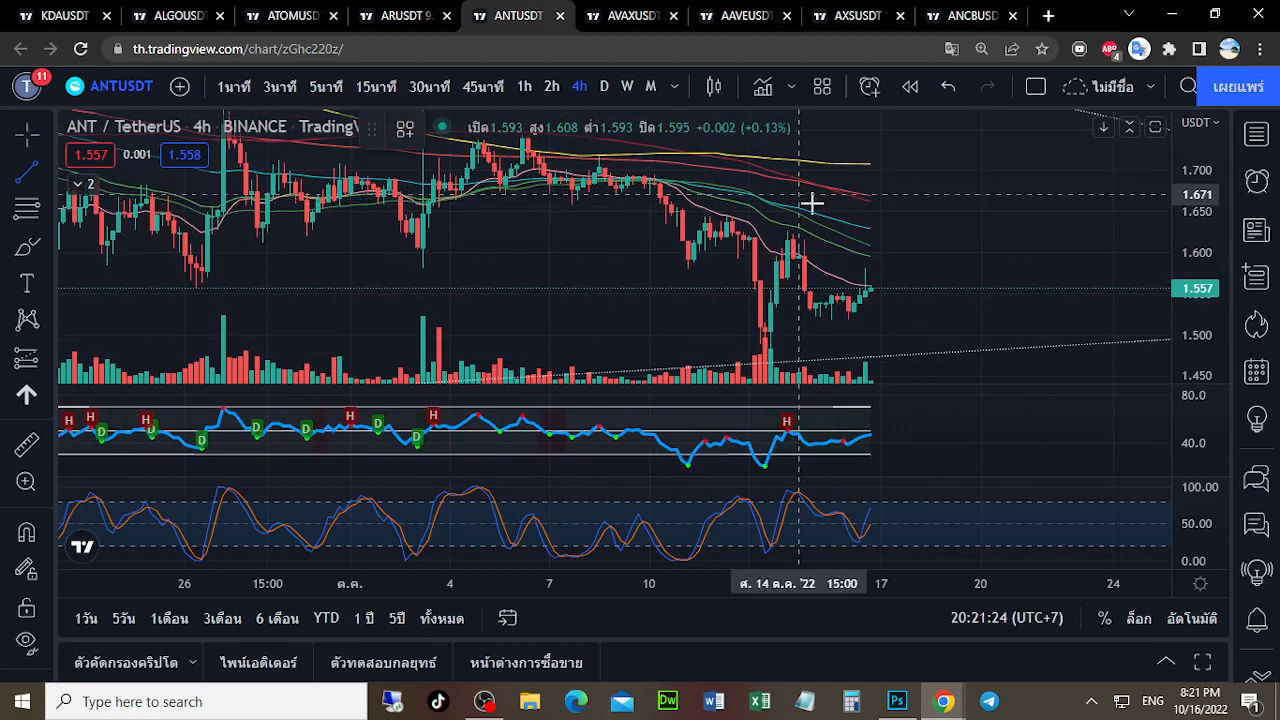 KDAUSDT
ALGOUSDT
ATOMUSDT
ARUSDT 9.
ANTUSDT
AVAXUSDT
AAVEUSDT
AXSUSDT
ANCBUSD
th.tradingview.com/chart/zGhc220z/
ABP 4
T 11 ANTUSDT 1นาที 3นาที 5นาที 15นาที 30นาที 45นาที 1h 2h 4h D W M ไม่มีชื่อ เผยแพร่
ANT / TetherUS 4h BINANCE TradingV เปิด1.593 สูง1.608 ต่ำ1.593 ปิด1.595 +0.002 (+0.13%) USDT
1.557 0.001 1.558
2
1.700
1.671
1.650
1.600
1.557
1.500
1.450
80.0
40.0
H H D H D D D D H D H D H
100.00
50.00
0.00
26 15:00 ต.ค. 4 7 10 ศ. 14 ต.ค. '22 15:00 17 20 24
1วัน 5วัน 1เดือน 3เดือน 6 เดือน YTD 1 ปี 5ปี ทั้งหมด 20:21:24 (UTC+7) % ล็อก อัตโนมัติ
ตัวคัดกรองคริปโต ไพน์เอดิเตอร์ ตัวทดสอบกลยุทธ์ หน้าต่างการซื้อขาย
Type here to search
Dw
Ps
ENG
8:21 PM
10/16/2022
1